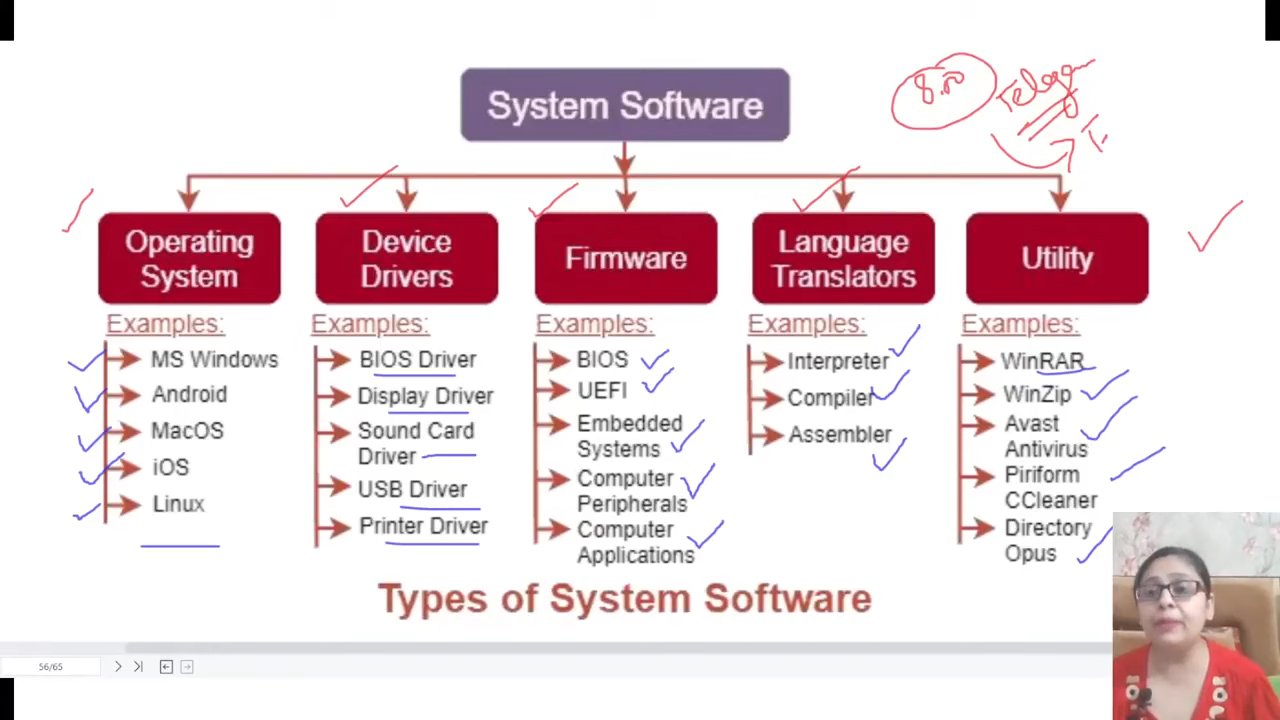 System Software
8.00
Telegram
Operating
System
Device
Drivers
Firmware
Language
Translators
Utility
Examples:
MS Windows
Android
MacOS
iOS
Linux
Examples:
BIOS Driver
Display Driver
Sound Card
Driver
USB Driver
Printer Driver
Examples:
BIOS
UEFI
Embedded
Systems
Computer
Peripherals
Computer
Applications
Examples:
Interpreter
Compiler
Assembler
Examples:
WinRAR
WinZip
Avast
Antivirus
Piriform
CCleaner
Directory
Opus
Types of System Software
56/65